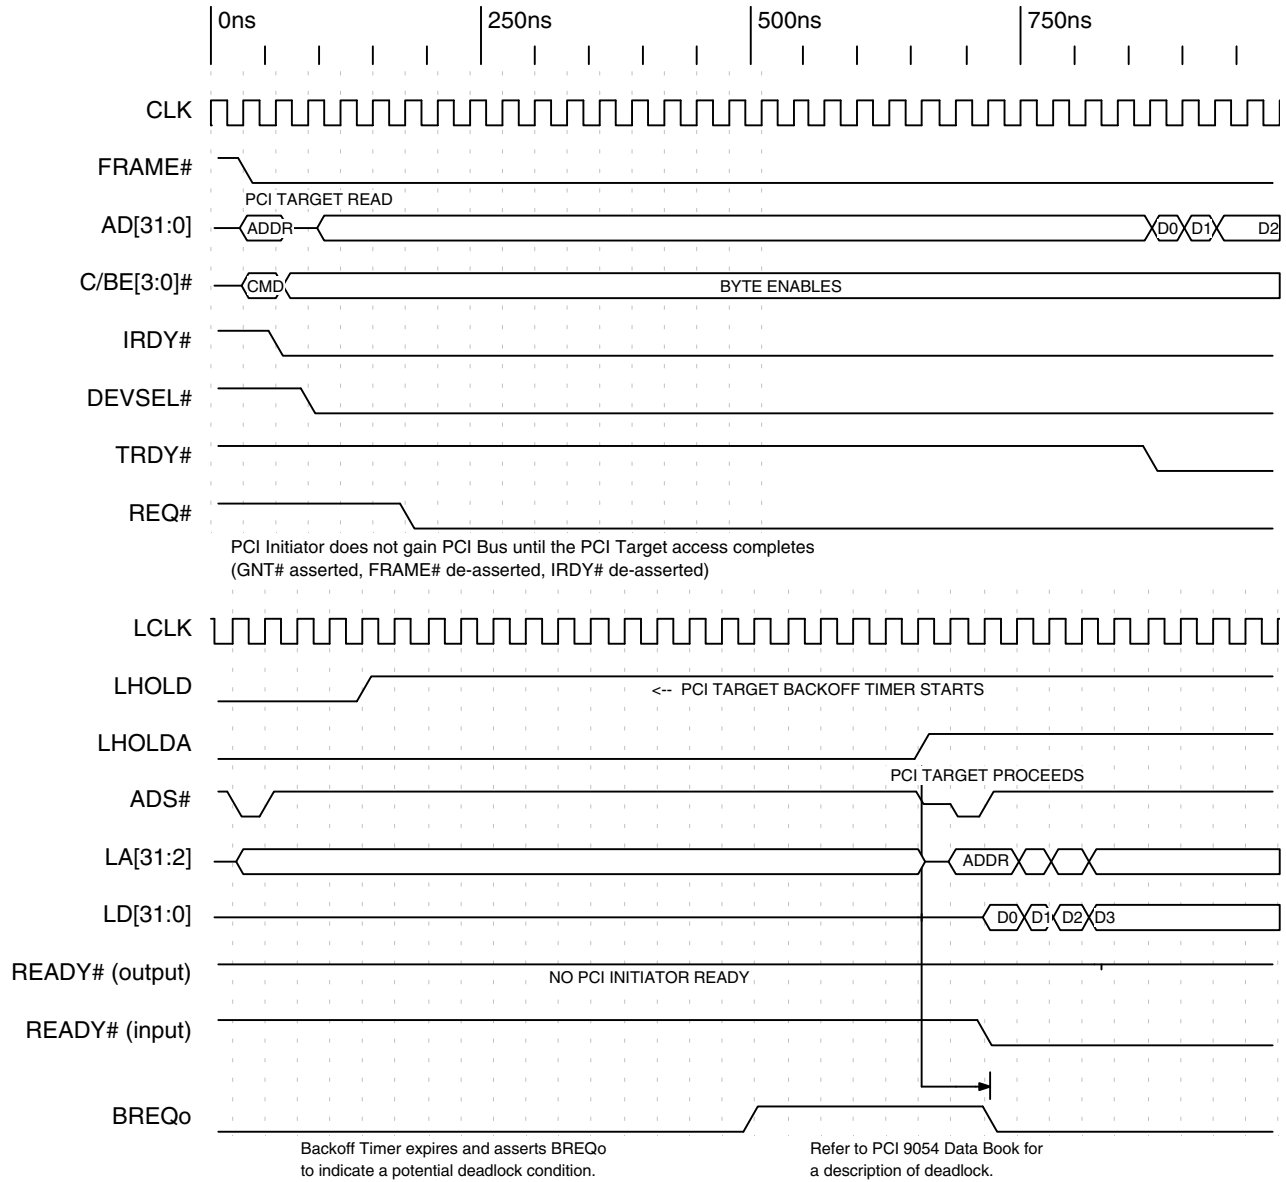 0ns 250ns 500ns 750ns
CLK
FRAME#
PCI TARGET READ
AD[31:0] ADDR D0 D1 D2
C/BE[3:0]# CMD BYTE ENABLES
IRDY#
DEVSEL#
TRDY#
REQ#
PCI Initiator does not gain PCI Bus until the PCI Target access completes
(GNT# asserted, FRAME# de-asserted, IRDY# de-asserted)
LCLK
LHOLD <-- PCI TARGET BACKOFF TIMER STARTS
LHOLDA
PCI TARGET PROCEEDS
ADS#
LA[31:2] ADDR
LD[31:0] D0 D1 D2 D3
READY# (output) NO PCI INITIATOR READY
READY# (input)
BREQo
Backoff Timer expires and asserts BREQo
to indicate a potential deadlock condition.
Refer to PCI 9054 Data Book for
a description of deadlock.